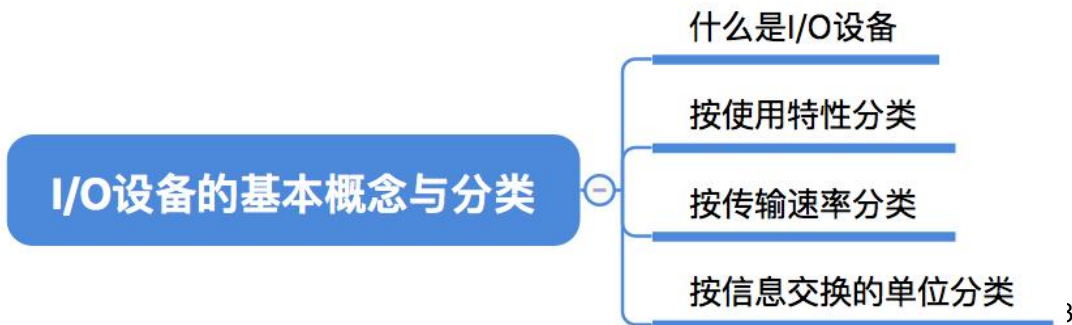 什么是I/O设备
按使用特性分类
I/O设备的基本概念与分类
按传输速率分类
按信息交换的单位分类